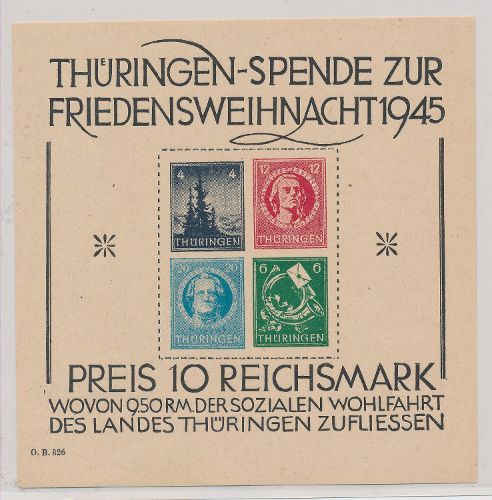 THÜRINGEN-SPENDE ZUR
FRIEDENSWEIHNACHT 1945
4 4
THÜRINGEN
12 12
THÜRINGEN
20 20
THÜRINGEN
6 6
THÜRINGEN
PREIS 10 REICHSMARK
WOVON 9.50 RM. DER SOZIALEN WOHLFAHRT
DES LANDES THÜRINGEN ZUFLIESSEN
O. B. 826